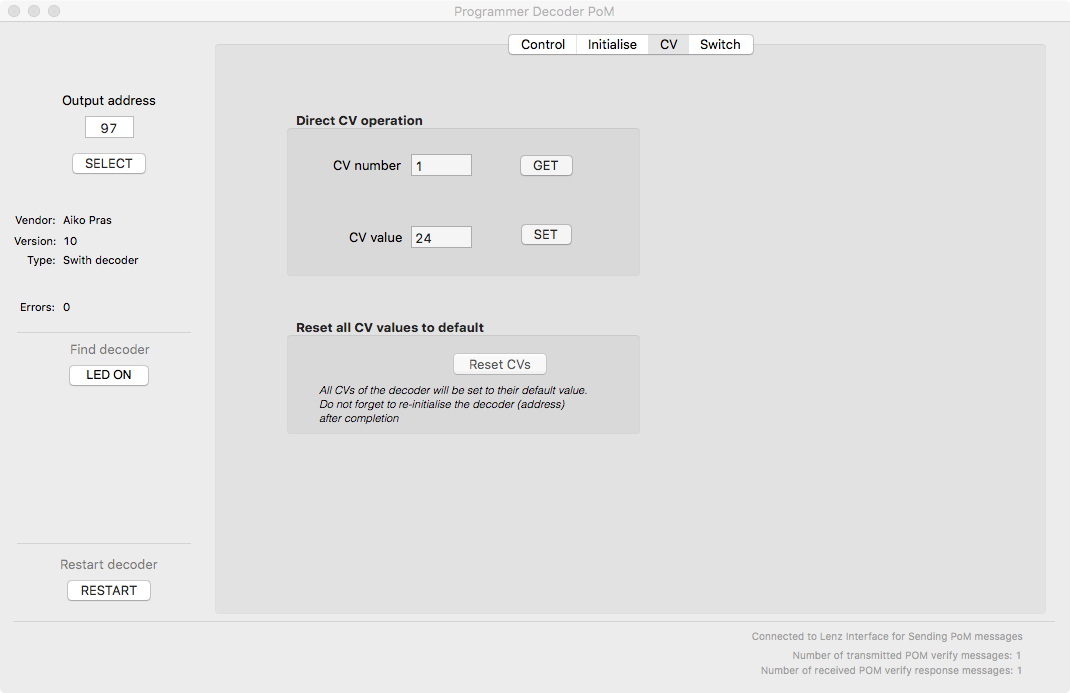 Programmer Decoder PoM
Control Initialise CV Switch
Output address
97
SELECT
Vendor: Aiko Pras
Version: 10
Type: Swith decoder
Errors: 0
Find decoder
LED ON
Restart decoder
RESTART
Direct CV operation
CV number 1 GET
CV value 24 SET
Reset all CV values to default
Reset CVs
All CVs of the decoder will be set to their default value.
Do not forget to re-initialise the decoder (address)
after completion
Connected to Lenz Interface for Sending PoM messages
Number of transmitted POM verify messages: 1
Number of received POM verify response messages: 1